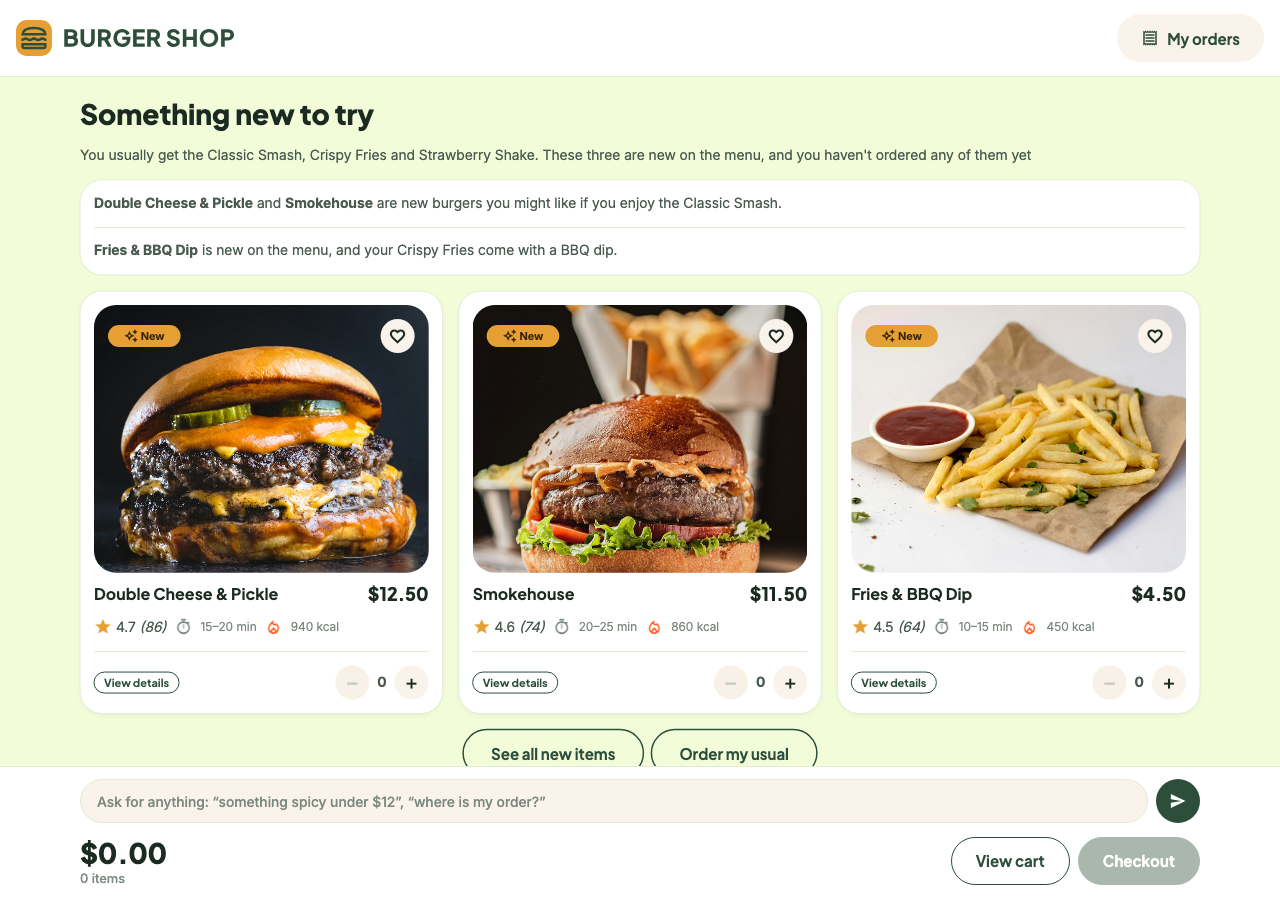 BURGER SHOP
My orders
Something new to try
You usually get the Classic Smash, Crispy Fries and Strawberry Shake. These three are new on the menu, and you haven't ordered any of them yet
Double Cheese & Pickle and Smokehouse are new burgers you might like if you enjoy the Classic Smash.
Fries & BBQ Dip is new on the menu, and your Crispy Fries come with a BBQ dip.
New
New
New
Double Cheese & Pickle $12.50
4.7 (86) 15–20 min 940 kcal
View details 0
Smokehouse $11.50
4.6 (74) 20–25 min 860 kcal
View details 0
Fries & BBQ Dip $4.50
4.5 (64) 10–15 min 450 kcal
View details 0
See all new items
Order my usual
Ask for anything: “something spicy under $12”, “where is my order?”
$0.00
0 items
View cart
Checkout